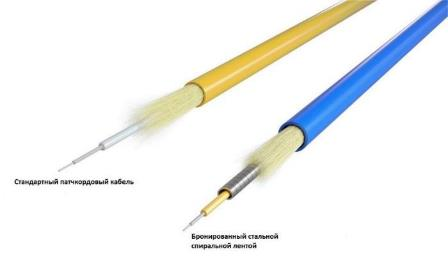 Стандартный патчкордовый кабель
Бронированный стальной
спиральной лентой